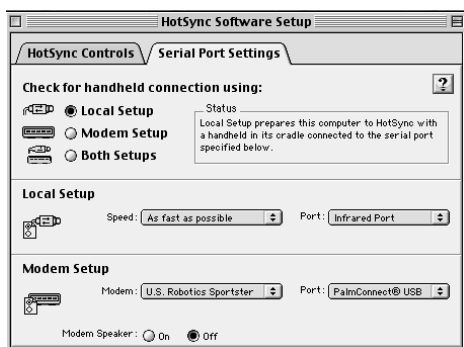 HotSync Software Setup
HotSync Controls Serial Port Settings
Check for handheld connection using:
?
Local Setup
Modem Setup
Both Setups
Status
Local Setup prepares this computer to HotSync with
a handheld in its cradle connected to the serial port
specified below.
Local Setup
Speed: As fast as possible Port: Infrared Port
Modem Setup
Modem: U.S. Robotics Sportster Port: PalmConnect® USB
Modem Speaker: On Off